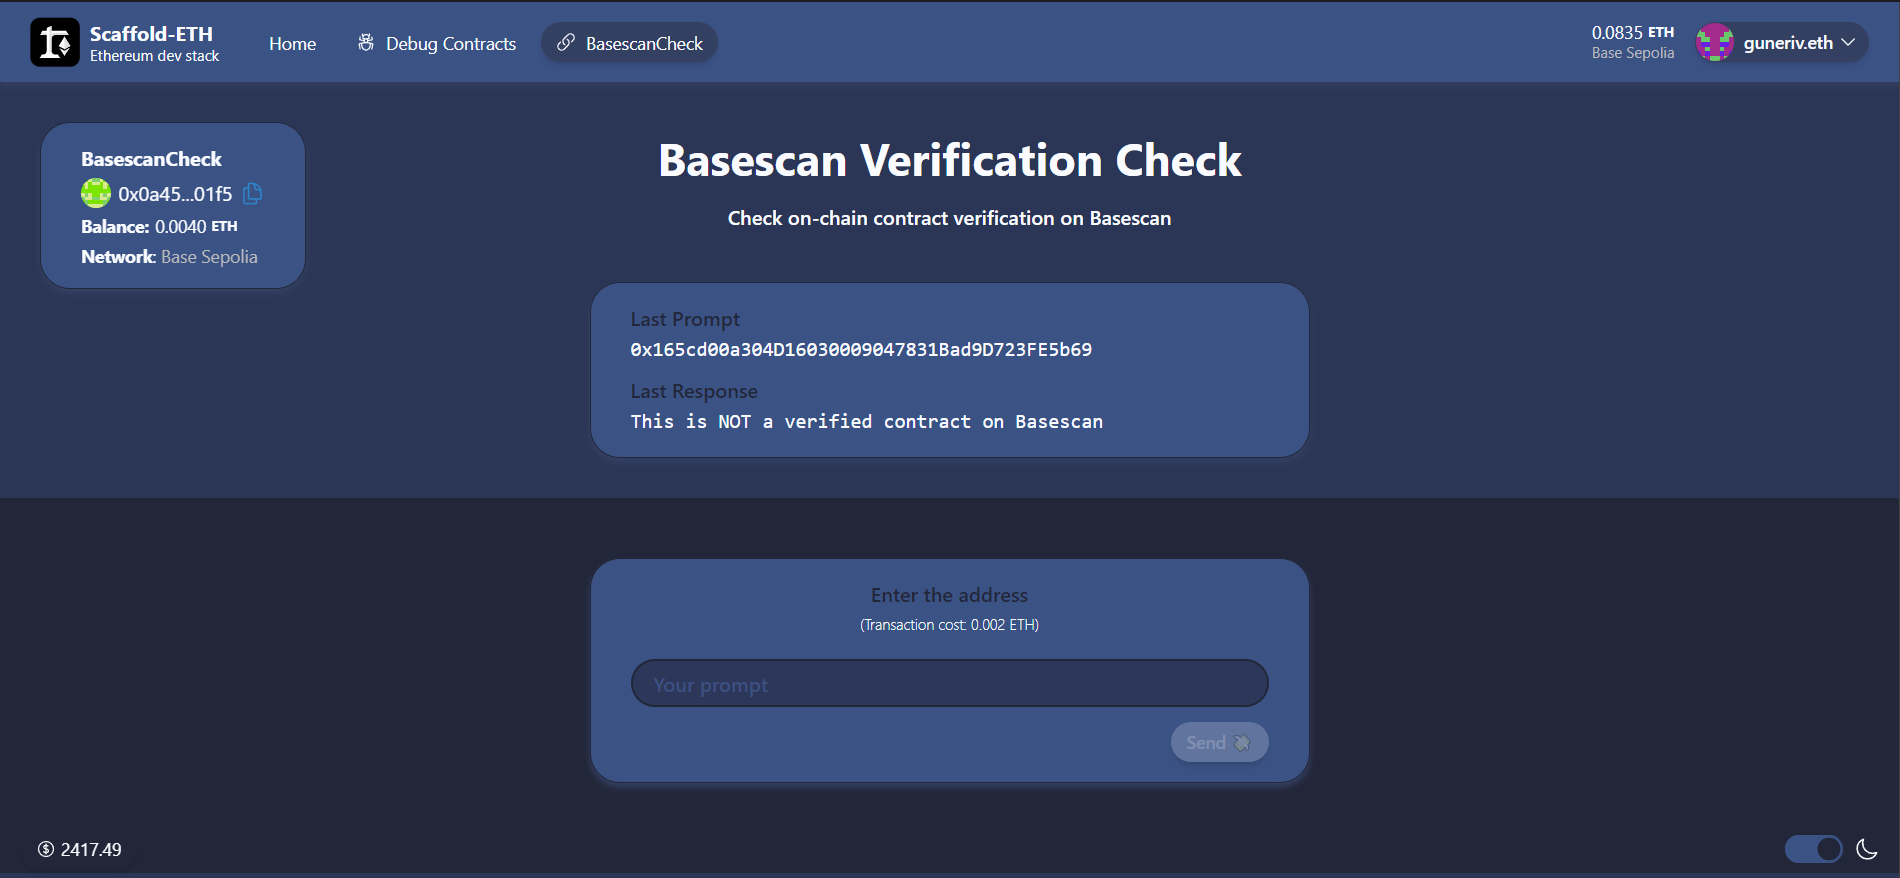 Scaffold-ETH
Ethereum dev stack
Home
Debug Contracts
BasescanCheck
0.0835 ETH
Base Sepolia
guneriv.eth
BasescanCheck
0x0a45...01f5
Balance: 0.0040 ETH
Network: Base Sepolia
Basescan Verification Check
Check on-chain contract verification on Basescan
Last Prompt
0x165cd00a304D16030009047831Bad9D723FE5b69
Last Response
This is NOT a verified contract on Basescan
Enter the address
(Transaction cost: 0.002 ETH)
Your prompt
Send
2417.49